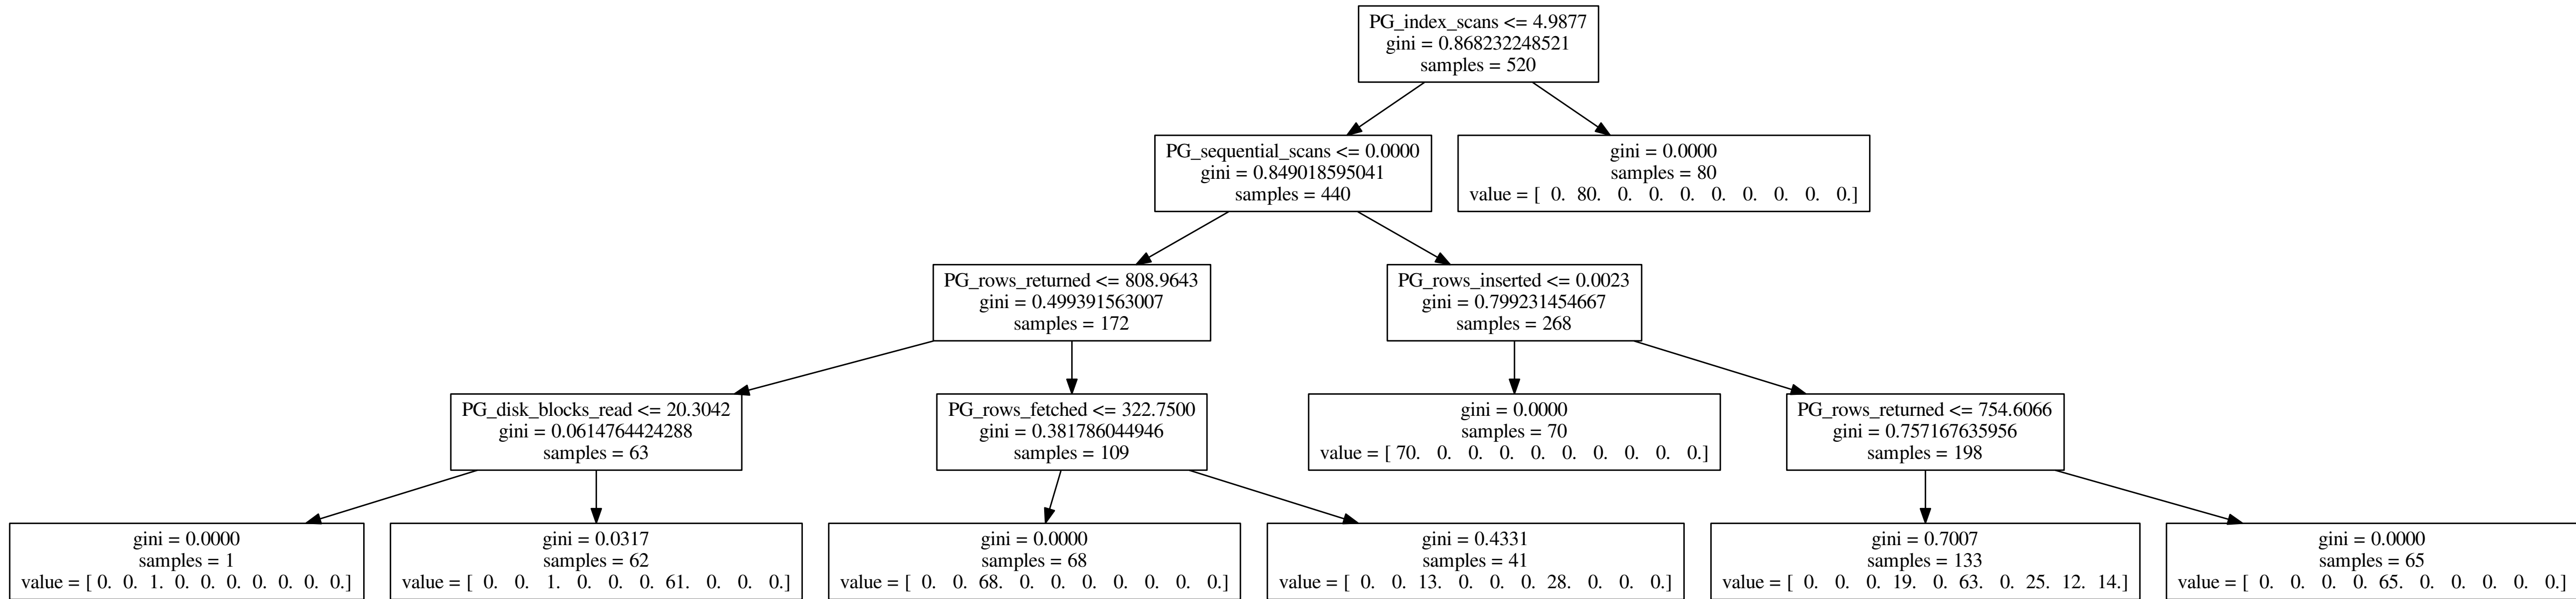 PG_index_scans <= 4.9877
gini = 0.868232248521
samples = 520
PG_sequential_scans <= 0.0000
gini = 0.849018595041
samples = 440
gini = 0.0000
samples = 80
value = [ 0. 80. 0. 0. 0. 0. 0. 0. 0. 0.]
PG_rows_returned <= 808.9643
gini = 0.499391563007
samples = 172
PG_rows_inserted <= 0.0023
gini = 0.799231454667
samples = 268
PG_disk_blocks_read <= 20.3042
gini = 0.0614764424288
samples = 63
PG_rows_fetched <= 322.7500
gini = 0.381786044946
samples = 109
gini = 0.0000
samples = 70
value = [ 70. 0. 0. 0. 0. 0. 0. 0. 0. 0.]
PG_rows_returned <= 754.6066
gini = 0.757167635956
samples = 198
gini = 0.0000
samples = 1
value = [ 0. 0. 1. 0. 0. 0. 0. 0. 0. 0.]
gini = 0.0317
samples = 62
value = [ 0. 0. 1. 0. 0. 0. 61. 0. 0. 0.]
gini = 0.0000
samples = 68
value = [ 0. 0. 68. 0. 0. 0. 0. 0. 0. 0.]
gini = 0.4331
samples = 41
value = [ 0. 0. 13. 0. 0. 0. 28. 0. 0. 0.]
gini = 0.7007
samples = 133
value = [ 0. 0. 0. 19. 0. 63. 0. 25. 12. 14.]
gini = 0.0000
samples = 65
value = [ 0. 0. 0. 0. 65. 0. 0. 0. 0. 0.]